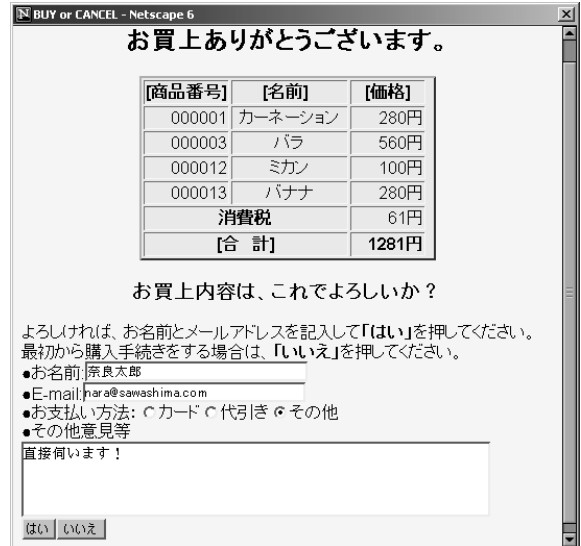 BUY or CANCEL - Netscape 6
お買上ありがとうございます。
[商品番号] [名前] [価格]
000001 カーネーション 280円
000003 バラ 560円
000012 ミカン 100円
000013 バナナ 280円
消費税 61円
[合 計] 1281円
お買上内容は、これでよろしいか？
よろしければ、お名前とメールアドレスを記入して「はい」を押してください。
最初から購入手続きをする場合は、「いいえ」を押してください。
●お名前:奈良太郎
●E-mail:nara@sawashima.com
●お支払い方法: カード 代引き その他
●その他意見等
直接伺います！
はい いいえ